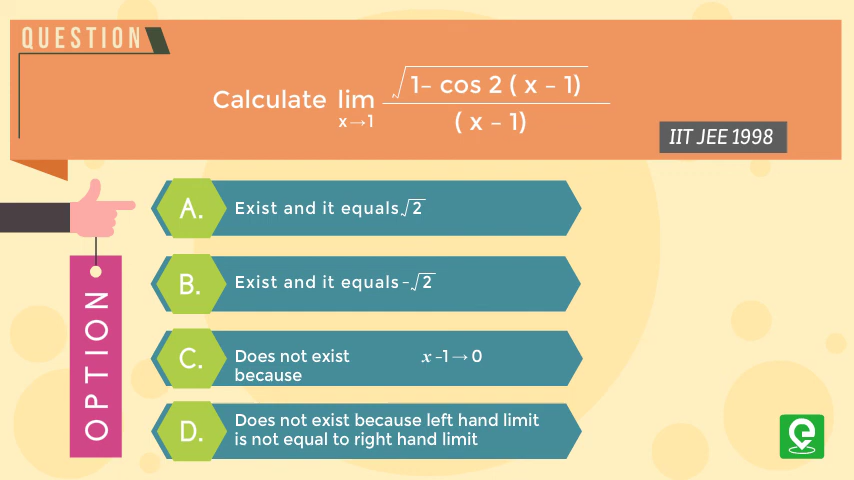 QUESTION
Calculate lim x→1 √1– cos 2 ( x – 1) / ( x – 1)
IIT JEE 1998
OPTION
A. Exist and it equals √2
B. Exist and it equals –√2
C. Does not exist x –1 → 0
because
D. Does not exist because left hand limit
is not equal to right hand limit